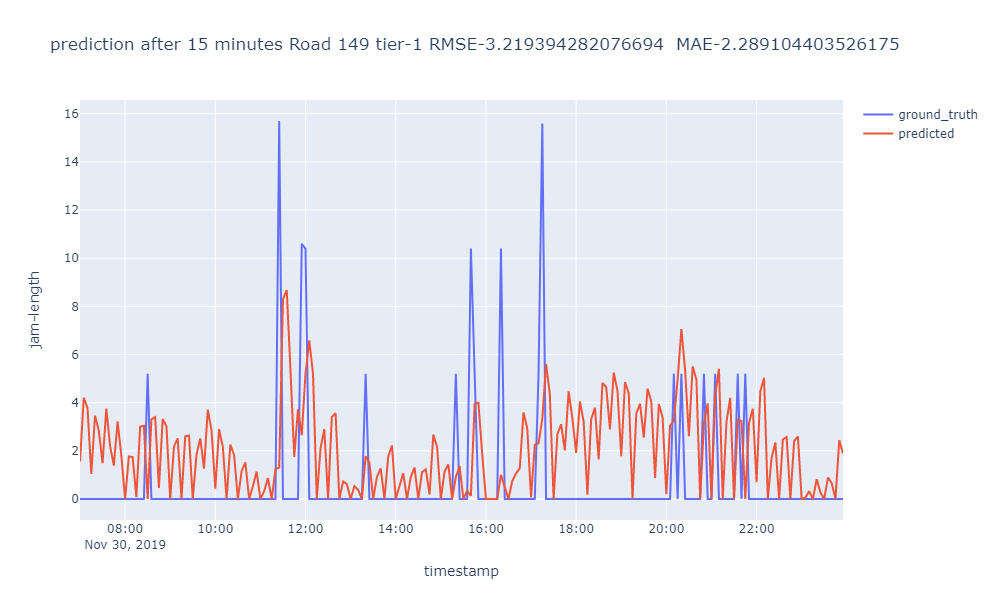 prediction after 15 minutes Road 149 tier-1 RMSE-3.219394282076694  MAE-2.289104403526175
ground_truth
predicted
16
14
12
10
8
6
4
2
0
jam-length
08:00 10:00 12:00 14:00 16:00 18:00 20:00 22:00
Nov 30, 2019
timestamp